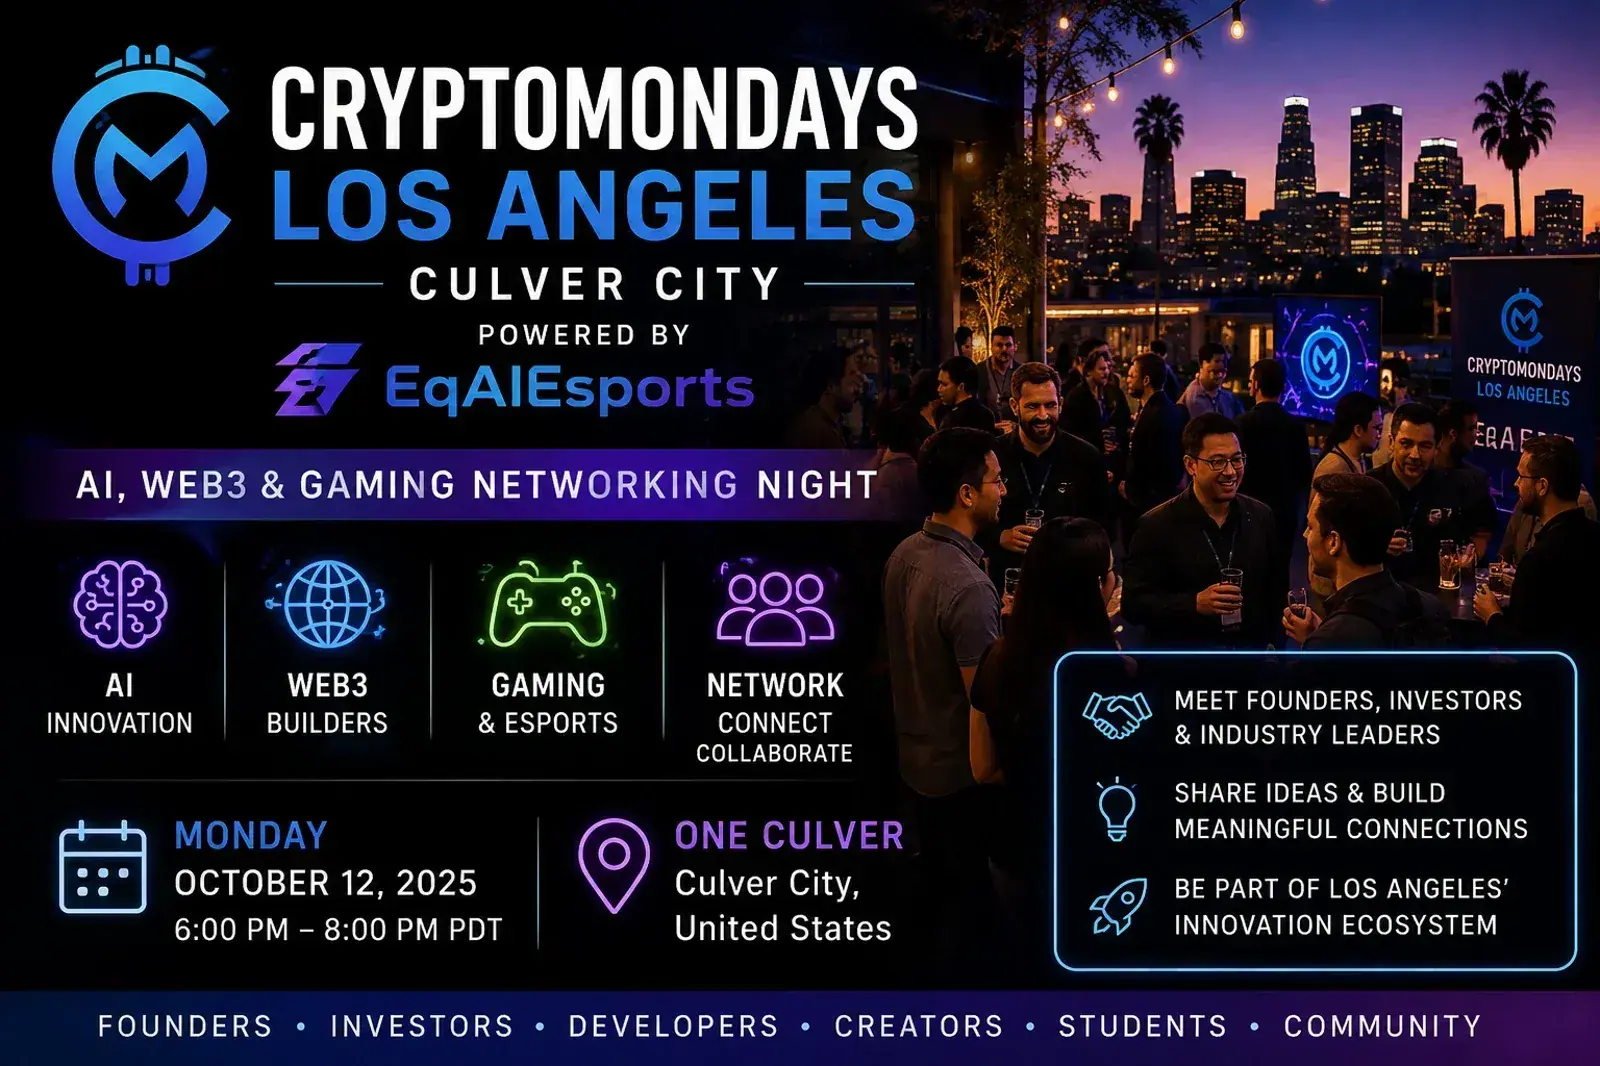 CRYPTOMONDAYS
LOS ANGELES
CULVER CITY
POWERED BY
EqAIEsports
AI, WEB3 & GAMING NETWORKING NIGHT
AI
INNOVATION
WEB3
BUILDERS
GAMING
& ESPORTS
NETWORK
CONNECT
COLLABORATE
MONDAY
OCTOBER 12, 2025
6:00 PM – 8:00 PM PDT
ONE CULVER
Culver City,
United States
CRYPTOMONDAYS
LOS ANGELES
MEET FOUNDERS, INVESTORS
& INDUSTRY LEADERS
SHARE IDEAS & BUILD
MEANINGFUL CONNECTIONS
BE PART OF LOS ANGELES’
INNOVATION ECOSYSTEM
FOUNDERS • INVESTORS • DEVELOPERS • CREATORS • STUDENTS • COMMUNITY